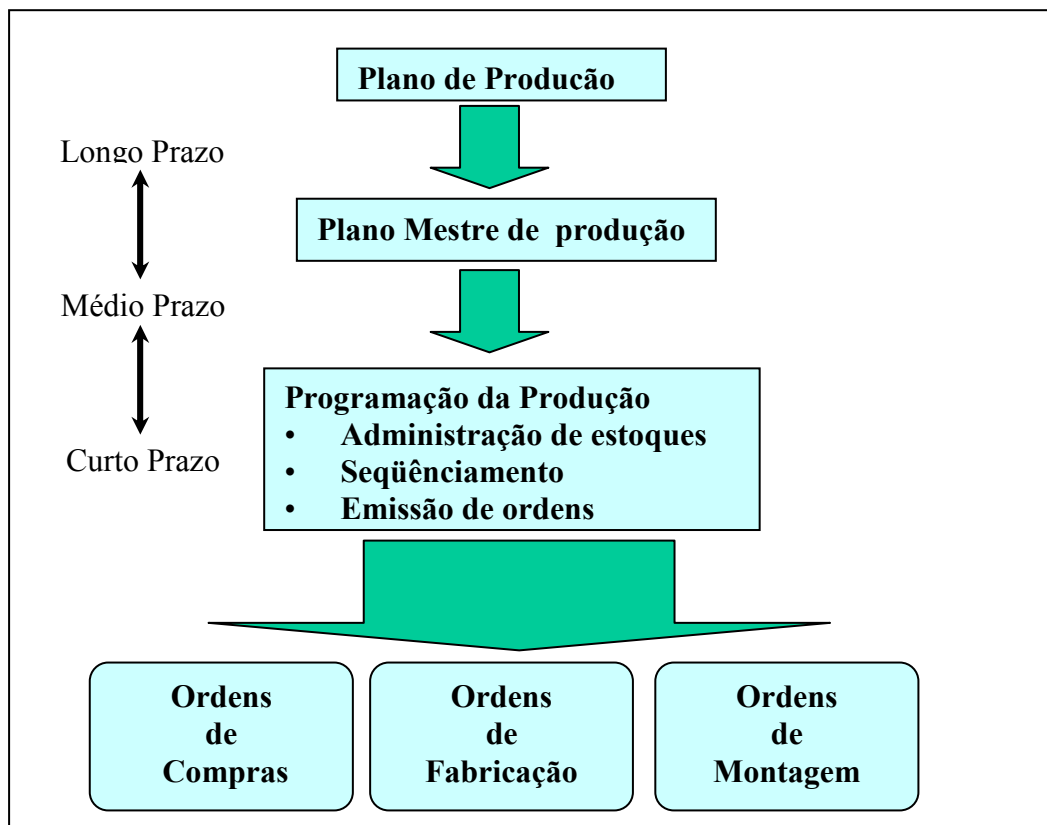 Plano de Produção
Longo Prazo
Plano Mestre de produção
Médio Prazo
Programação da Produção
• Administração de estoques
• Seqüênciamento
• Emissão de ordens
Curto Prazo
Ordens
de
Compras
Ordens
de
Fabricação
Ordens
de
Montagem